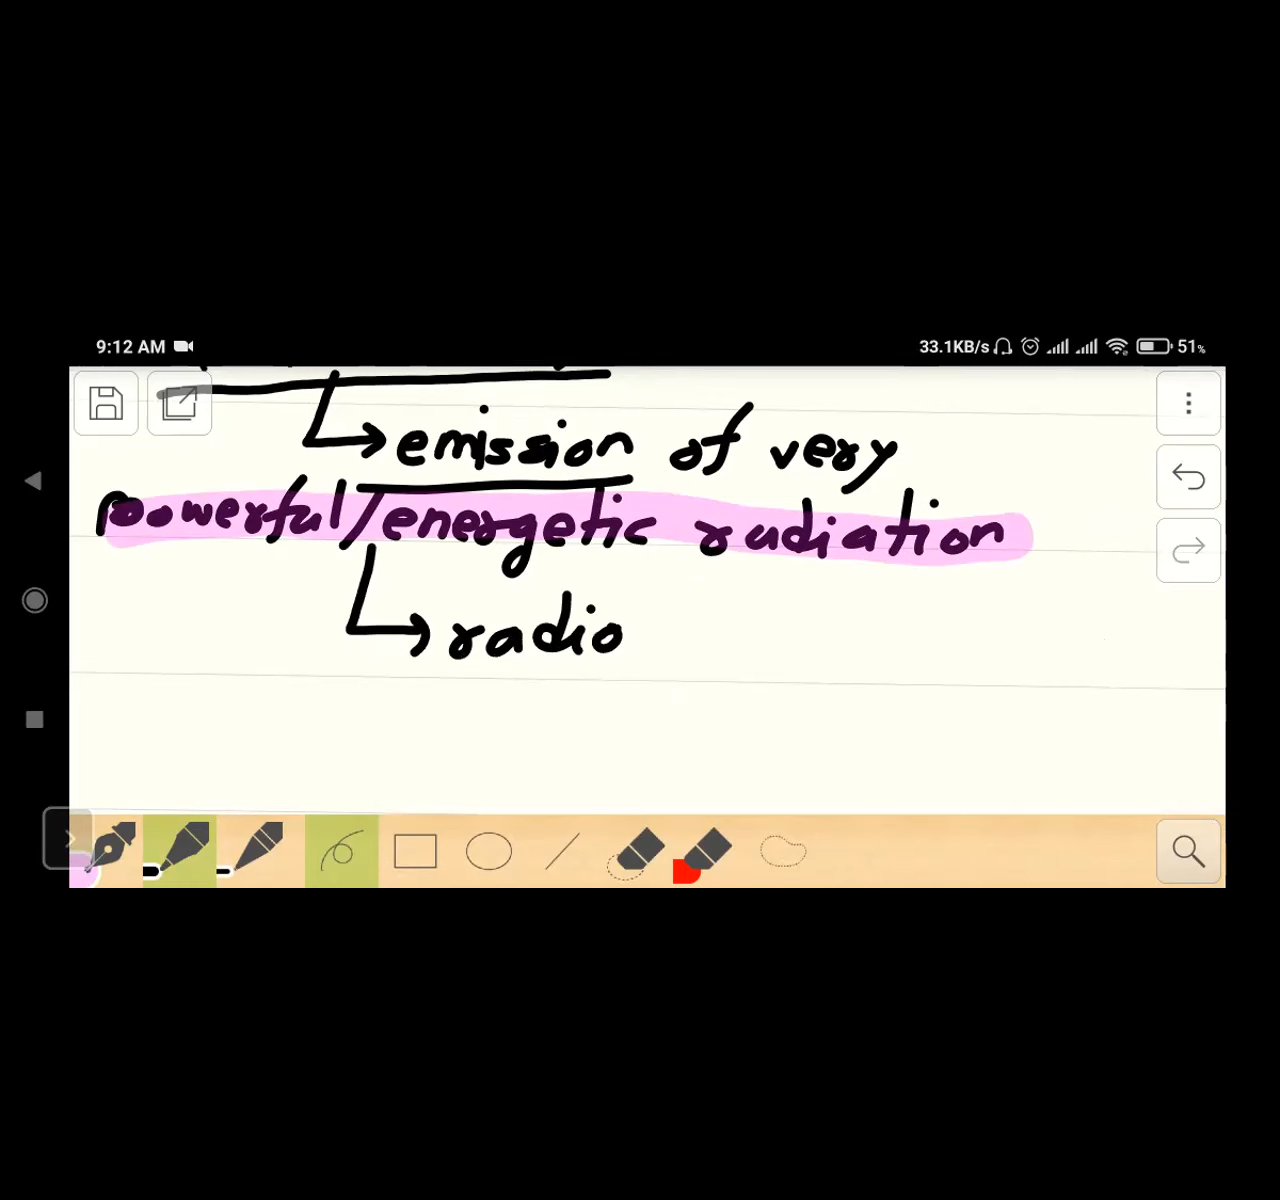 9:12 AM 33.1KB/s 51%
→ emission of very
powerful/energetic radiation
→ radio